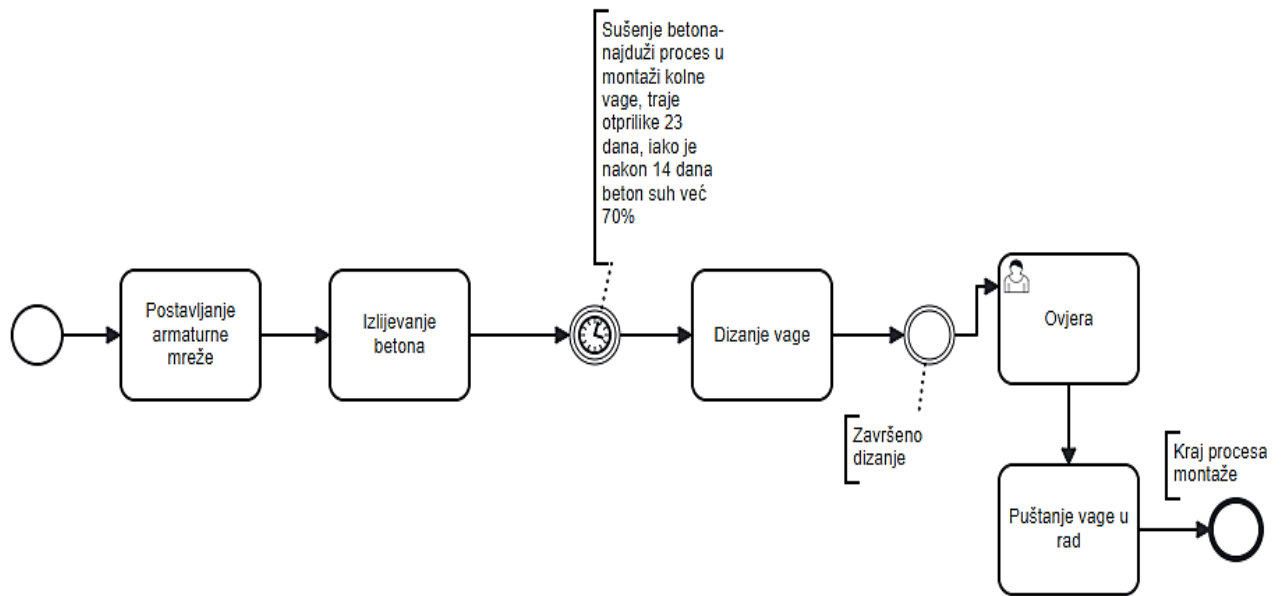 Sušenje betona-
najduži proces u
montaži kolne
vage, traje
otprilike 23
dana, iako je
nakon 14 dana
beton suh već
70%
Postavljanje
armaturne
mreže
Izlijevanje
betona
Dizanje vage
Završeno
dizanje
Ovjera
Puštanje vage u
rad
Kraj procesa
montaže